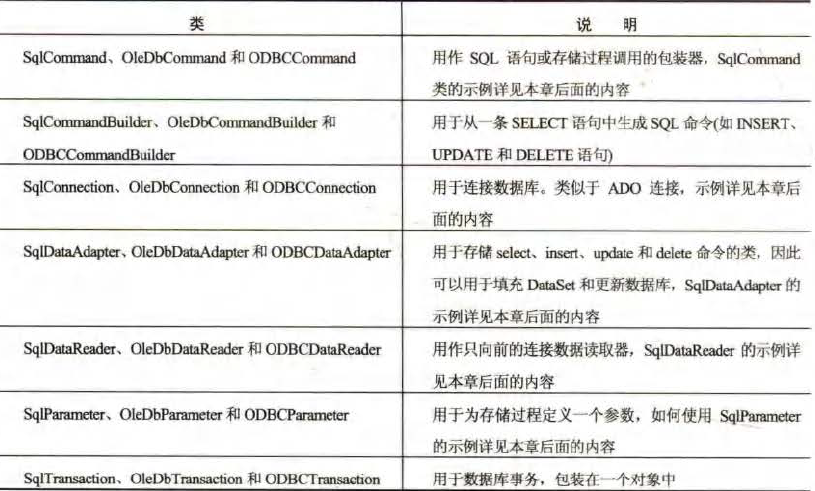 类 说 明
SqlCommand、OleDbCommand 和 ODBCCommand 用作 SQL 语句或存储过程调用的包装器，SqlCommand
类的示例详见本章后面的内容
SqlCommandBuilder、OleDbCommandBuilder 和 用于从一条 SELECT 语句中生成 SQL 命令(如 INSERT、
ODBCCommandBuilder UPDATE 和 DELETE 语句)
SqlConnection、OleDbConnection 和 ODBCConnection 用于连接数据库。类似于 ADO 连接，示例详见本章后
面的内容
SqlDataAdapter、OleDbDataAdapter 和 ODBCDataAdapter 用于存储 select、insert、update 和 delete 命令的类，因此
可以用于填充 DataSet 和更新数据库，SqlDataAdapter 的
示例详见本章后面的内容
SqlDataReader、OleDbDataReader 和 ODBCDataReader 用作只向前的连接数据读取器，SqlDataReader 的示例详
见本章后面的内容
SqlParameter、OleDbParameter 和 ODBCParameter 用于为存储过程定义一个参数，如何使用 SqlParameter
的示例详见本章后面的内容
SqlTransaction、OleDbTransaction 和 ODBCTransaction 用于数据库事务，包装在一个对象中